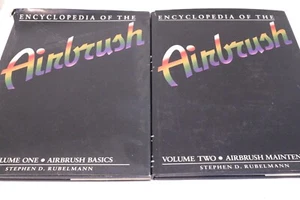 ENCYCLOPEDIA OF THE
Airbrush
LUME ONE • AIRBRUSH BASICS
STEPHEN D. RUBELMANN
ENCYCLOPEDIA OF THE
Airbrush
VOLUME TWO • AIRBRUSH MAINTEN
STEPHEN D. RUBELMANN